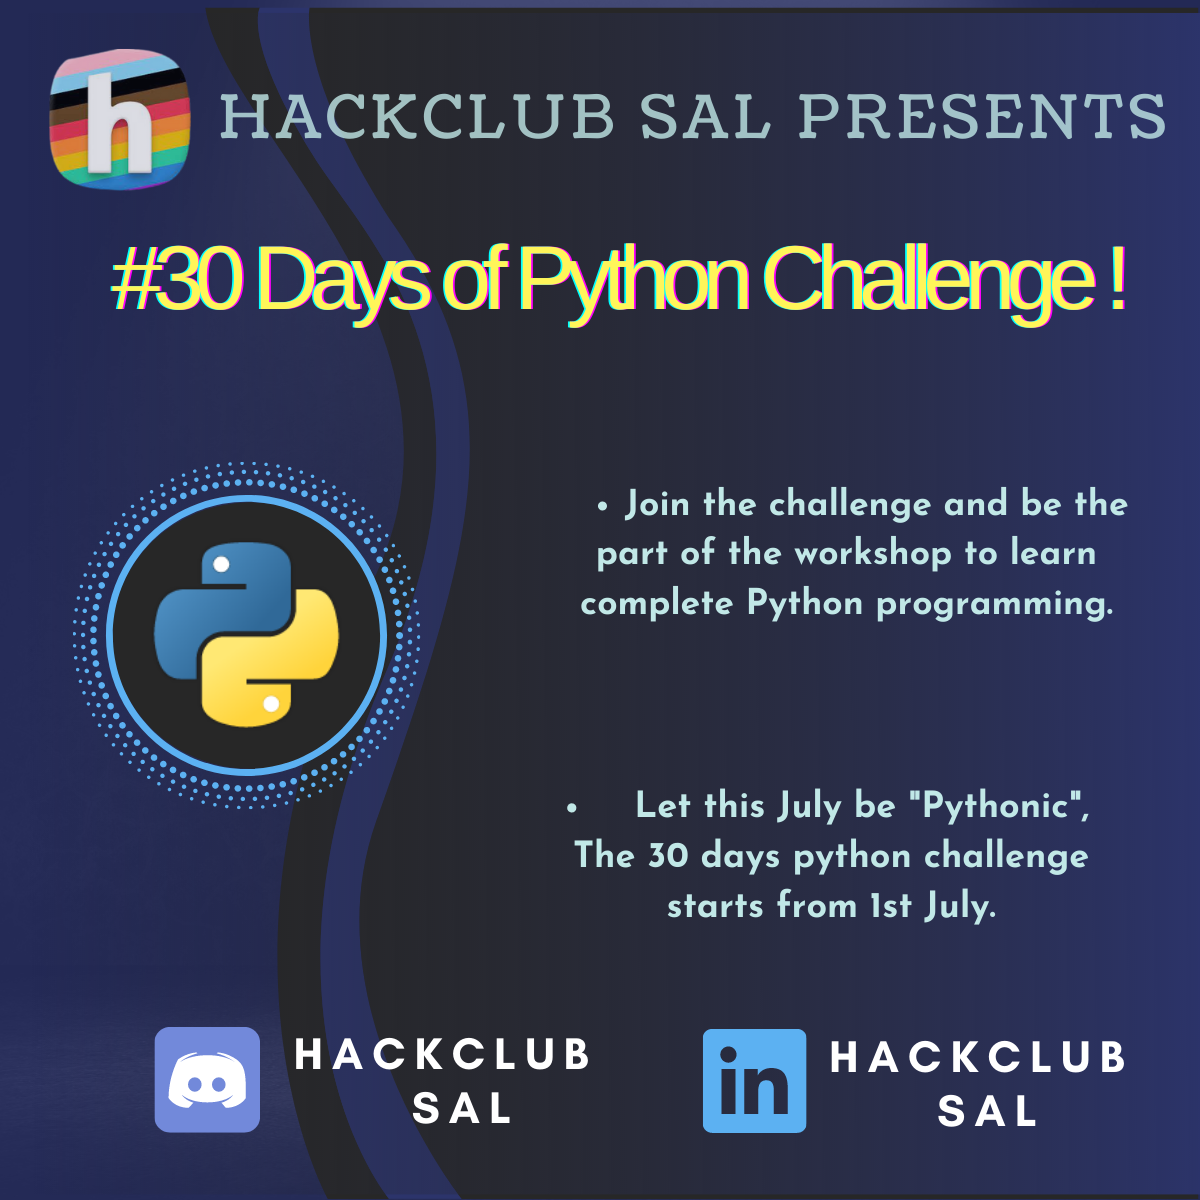 h
HACKCLUB SAL PRESENTS
#30 Days of Python Challenge !
• Join the challenge and be the
part of the workshop to learn
complete Python programming.
• Let this July be "Pythonic",
The 30 days python challenge
starts from 1st July.
HACKCLUB
SAL
in
HACKCLUB
SAL